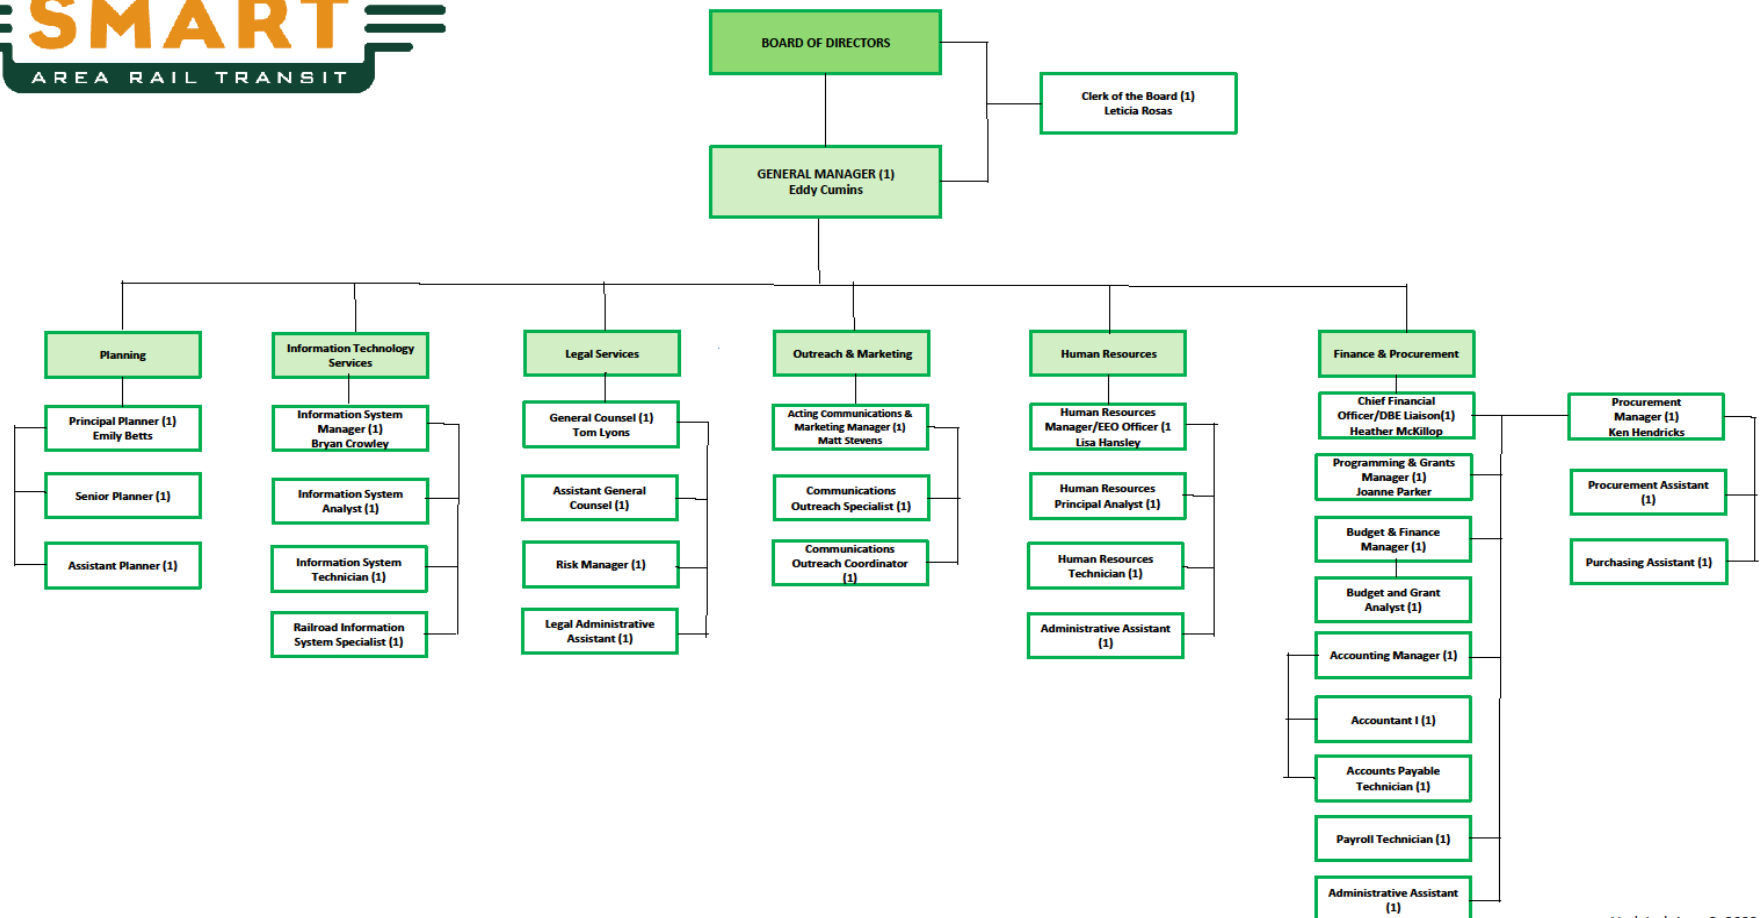 SMART
AREA RAIL TRANSIT
BOARD OF DIRECTORS
Clerk of the Board (1)
Leticia Rosas
GENERAL MANAGER (1)
Eddy Cumins
Planning
Principal Planner (1)
Emily Betts
Senior Planner (1)
Assistant Planner (1)
Information Technology
Services
Information System
Manager (1)
Bryan Crowley
Information System
Analyst (1)
Information System
Technician (1)
Railroad Information
System Specialist (1)
Legal Services
General Counsel (1)
Tom Lyons
Assistant General
Counsel (1)
Risk Manager (1)
Legal Administrative
Assistant (1)
Outreach & Marketing
Acting Communications &
Marketing Manager (1)
Matt Stevens
Communications
Outreach Specialist (1)
Communications
Outreach Coordinator
(1)
Human Resources
Human Resources
Manager/EEO Officer (1
Lisa Hansley
Human Resources
Principal Analyst (1)
Human Resources
Technician (1)
Administrative Assistant
(1)
Finance & Procurement
Chief Financial
Officer/DBE Liaison(1)
Heather McKillop
Programming & Grants
Manager (1)
Joanne Parker
Budget & Finance
Manager (1)
Budget and Grant
Analyst (1)
Accounting Manager (1)
Accountant I (1)
Accounts Payable
Technician (1)
Payroll Technician (1)
Administrative Assistant
(1)
Procurement
Manager (1)
Ken Hendricks
Procurement Assistant
(1)
Purchasing Assistant (1)